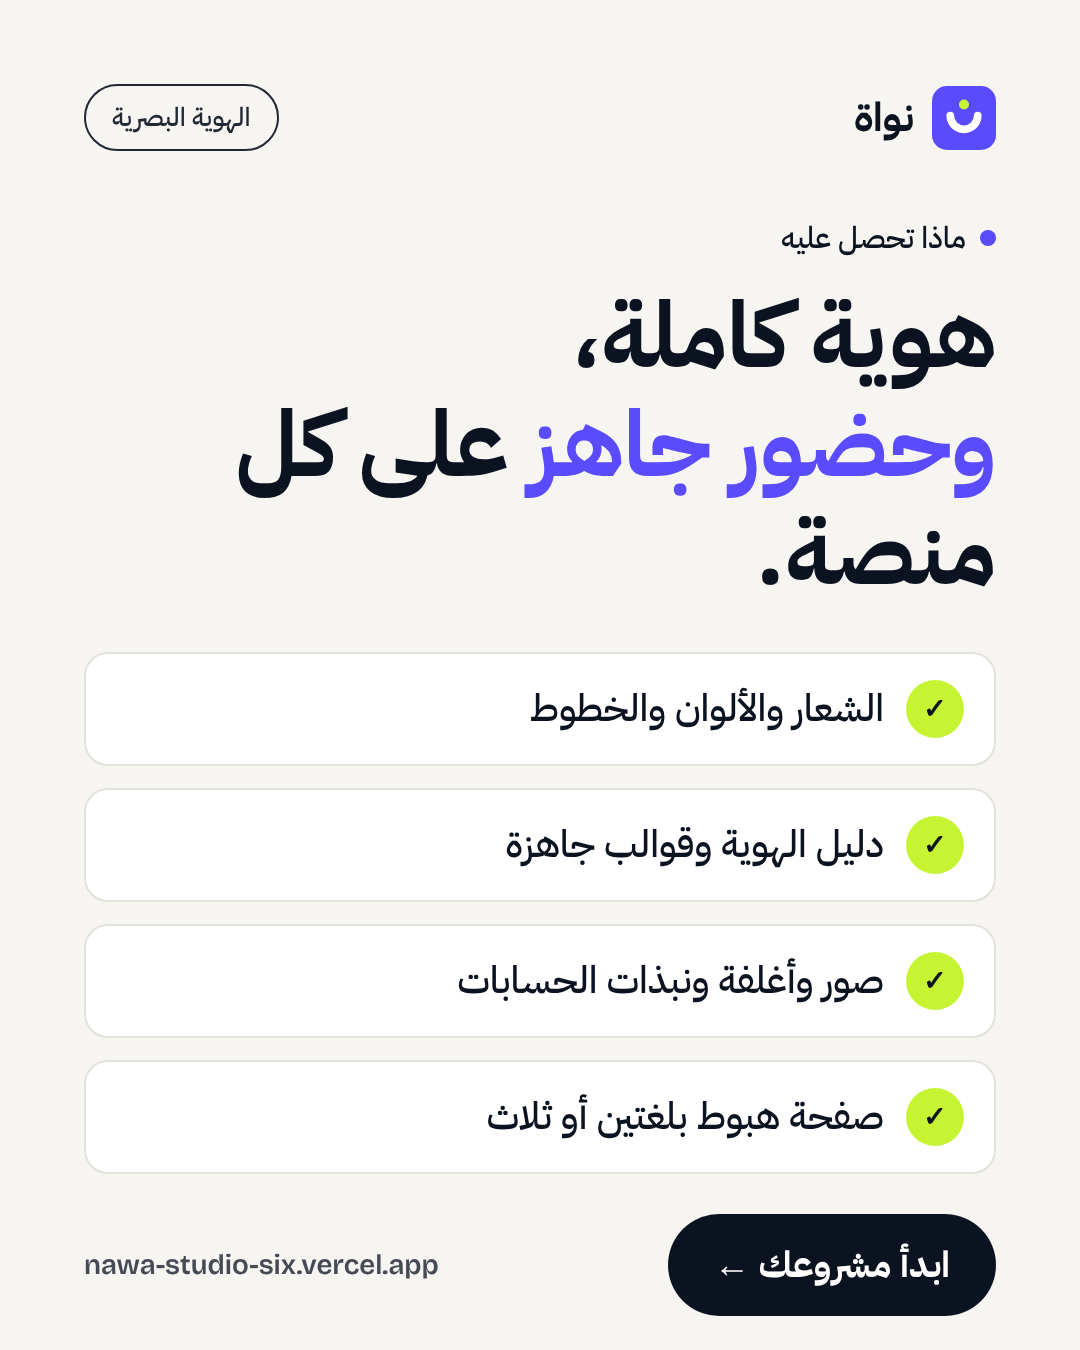 نواة
الهوية البصرية
ماذا تحصل عليه
هوية كاملة،
وحضور جاهز على كل
منصة.
✓ الشعار والألوان والخطوط
✓ دليل الهوية وقوالب جاهزة
✓ صور وأغلفة ونبذات الحسابات
✓ صفحة هبوط بلغتين أو ثلاث
ابدأ مشروعك ←
nawa-studio-six.vercel.app